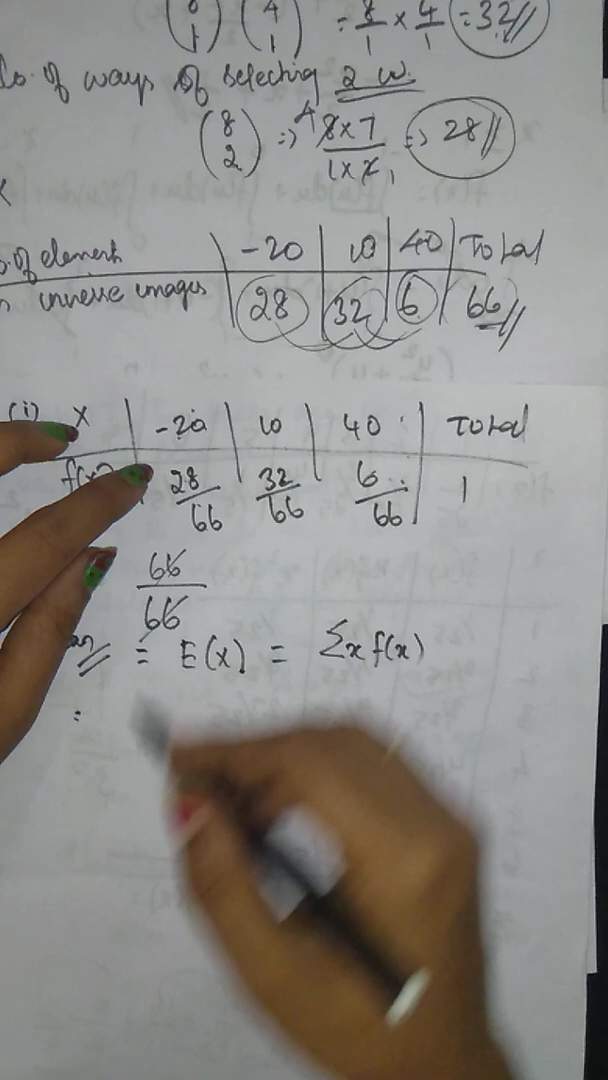 (8 1) (4 1) = 8/1 × 4/1 = 32//
No. of ways of selecting 2 W.
(8 2) => 8×7/1×2 => 28//
No. of elements | -20 | 10 | 40 | Total
inverse images | 28 | 32 | 6 | 66//
(i) X | -20 | 10 | 40 | Total
f(x) | 28/66 | 32/66 | 6/66 | 1
66/66
= E(x) = Σx f(x)
=